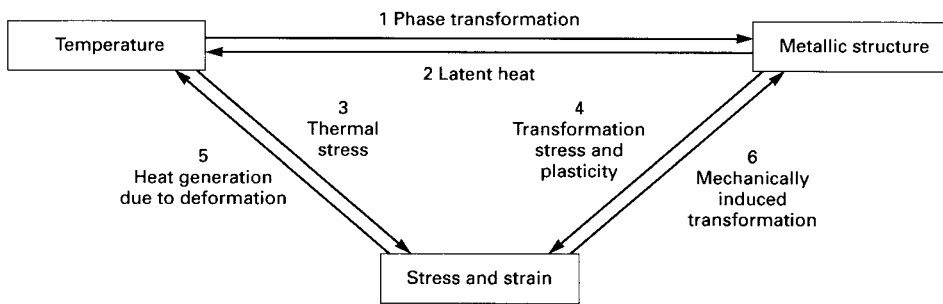 1 Phase transformation
Temperature
Metallic structure
2 Latent heat
3
Thermal
stress
4
Transformation
stress and
plasticity
5
Heat generation
due to deformation
6
Mechanically
induced
transformation
Stress and strain